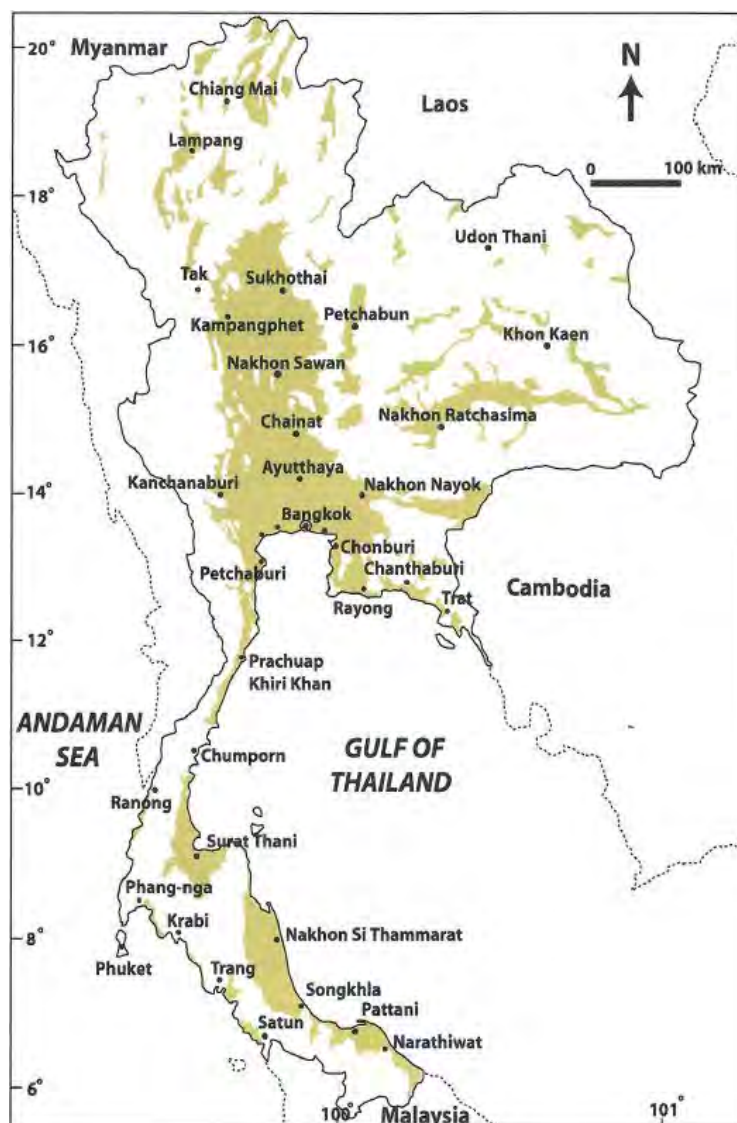 20°
Myanmar
N
Chiang Mai
Laos
Lampang
0
100 km
18°
Udon Thani
Tak
Sukhothai
Petchabun
Kampangphet
Khon Kaen
16°
Nakhon Sawan
Nakhon Ratchasima
Chainat
Ayutthaya
Kanchanaburi
Nakhon Nayok
14°
Bangkok
Chonburi
Petchaburi
Chanthaburi
Cambodia
Rayong
Trat
12°
Prachuap
Khiri Khan
ANDAMAN
SEA
GULF OF
THAILAND
Chumporn
10°
Ranong
Surat Thani
Phang-nga
Krabi
8°
Nakhon Si Thammarat
Phuket
Trang
Songkhla
Pattani
Satun
Narathiwat
6°
100°
Malaysia
101°